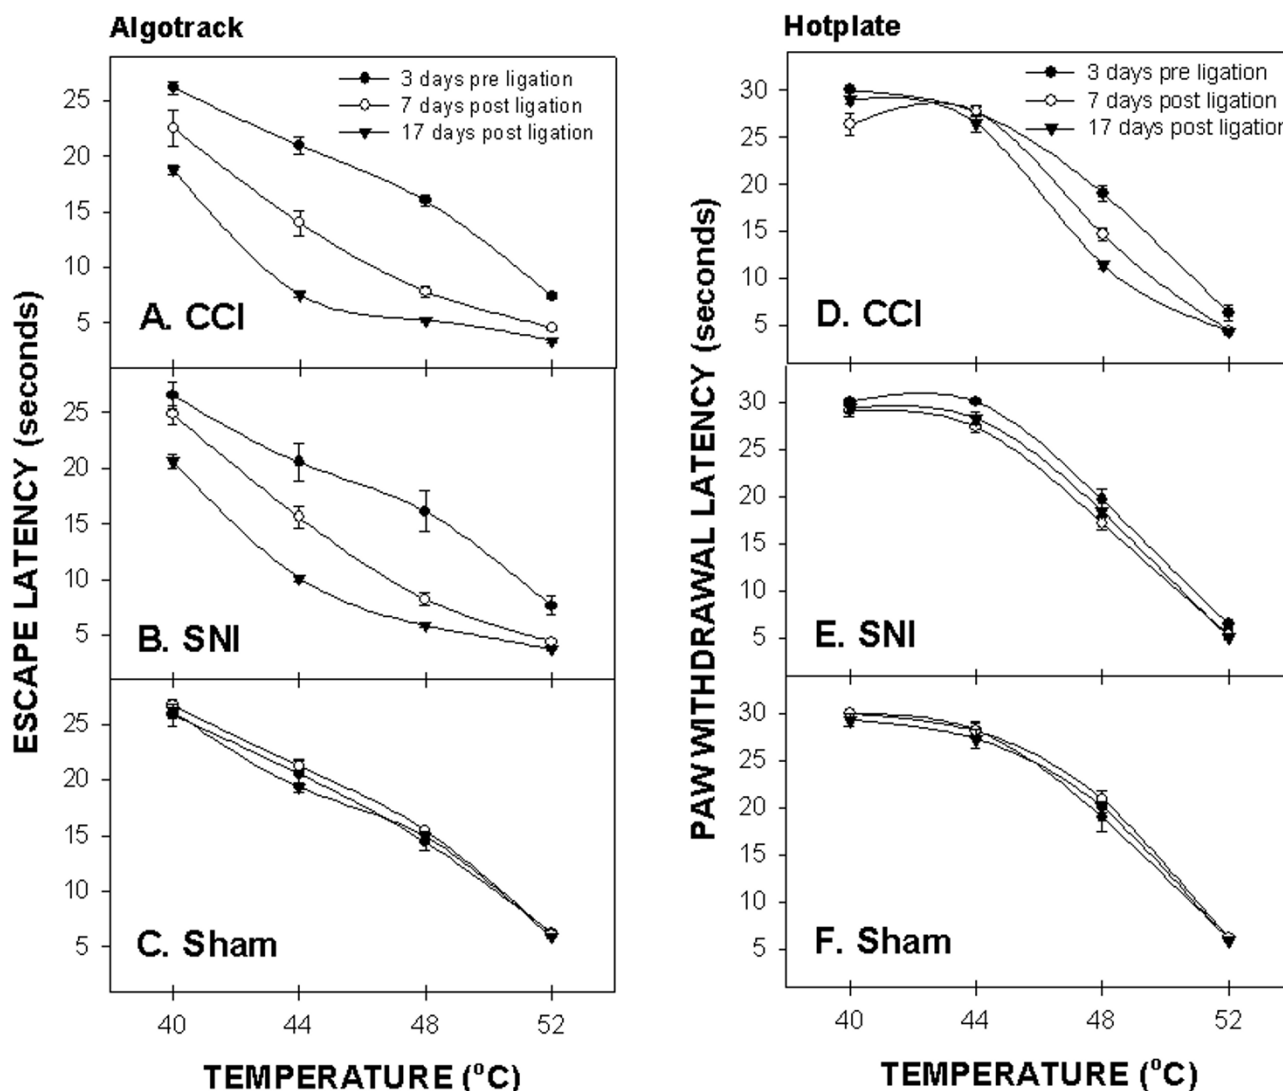 Algotrack
3 days pre ligation
7 days post ligation
17 days post ligation
25
20
15
10
5
A. CCI
25
20
15
10
5
B. SNI
25
20
15
10
5
C. Sham
40 44 48 52
TEMPERATURE (°C)
ESCAPE LATENCY (seconds)
Hotplate
3 days pre ligation
7 days post ligation
17 days post ligation
30
25
20
15
10
5
D. CCI
30
25
20
15
10
5
E. SNI
30
25
20
15
10
5
F. Sham
40 44 48 52
TEMPERATURE (°C)
PAW WITHDRAWAL LATENCY (seconds)